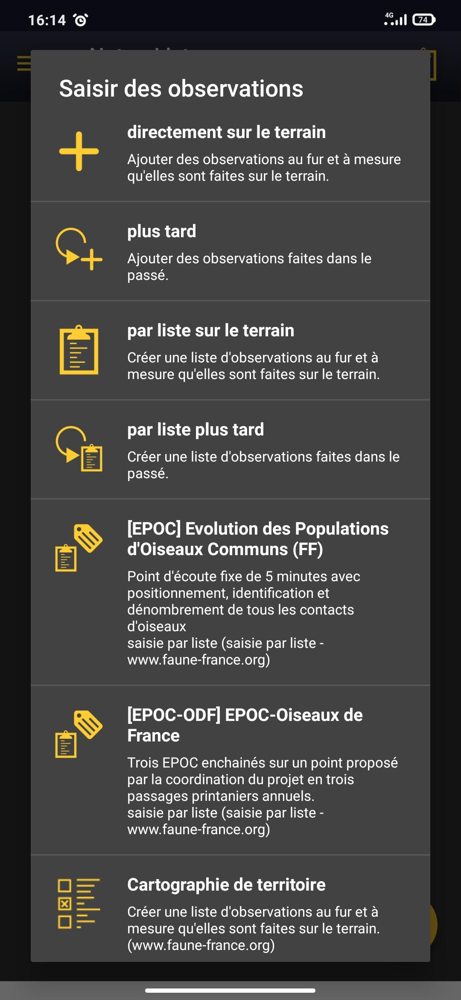 16:14
4G
74
Saisir des observations
directement sur le terrain
Ajouter des observations au fur et à mesure
qu'elles sont faites sur le terrain.
plus tard
Ajouter des observations faites dans le
passé.
par liste sur le terrain
Créer une liste d'observations au fur et à
mesure qu'elles sont faites sur le terrain.
par liste plus tard
Créer une liste d'observations faites dans le
passé.
[EPOC] Evolution des Populations
d'Oiseaux Communs (FF)
Point d'écoute fixe de 5 minutes avec
positionnement, identification et
dénombrement de tous les contacts
d'oiseaux
saisie par liste (saisie par liste -
www.faune-france.org)
[EPOC-ODF] EPOC-Oiseaux de
France
Trois EPOC enchainés sur un point proposé
par la coordination du projet en trois
passages printaniers annuels.
saisie par liste (saisie par liste -
www.faune-france.org)
Cartographie de territoire
Créer une liste d'observations au fur et à
mesure qu'elles sont faites sur le terrain.
(www.faune-france.org)